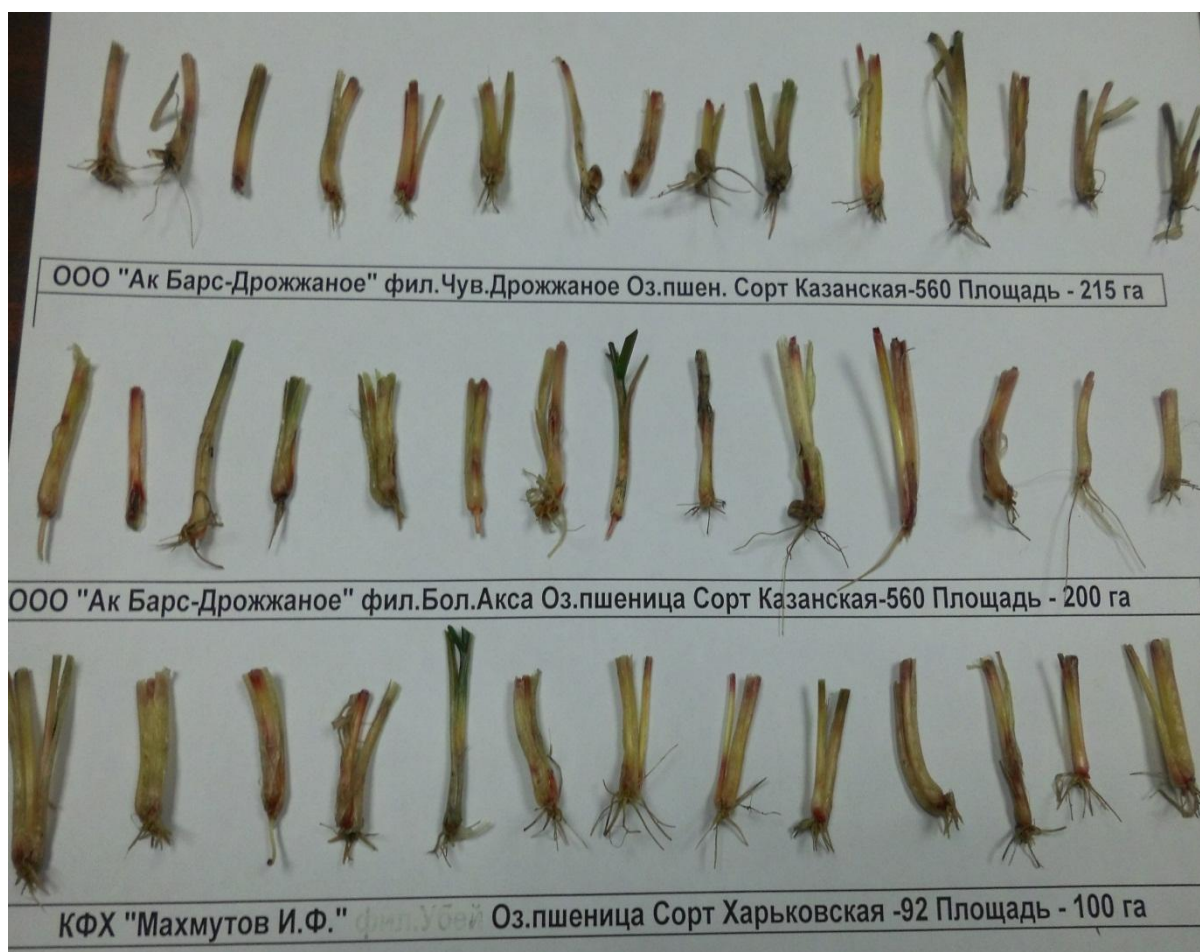 ООО "Ак Барс-Дрожжаное" фил.Чув.Дрожжаное Оз.пшен. Сорт Казанская-560 Площадь - 215 га
ООО "Ак Барс-Дрожжаное" фил.Бол.Акса Оз.пшеница Сорт Казанская-560 Площадь - 200 га
КФХ "Махмутов И.Ф." фил.Убей Оз.пшеница Сорт Харьковская -92 Площадь - 100 га